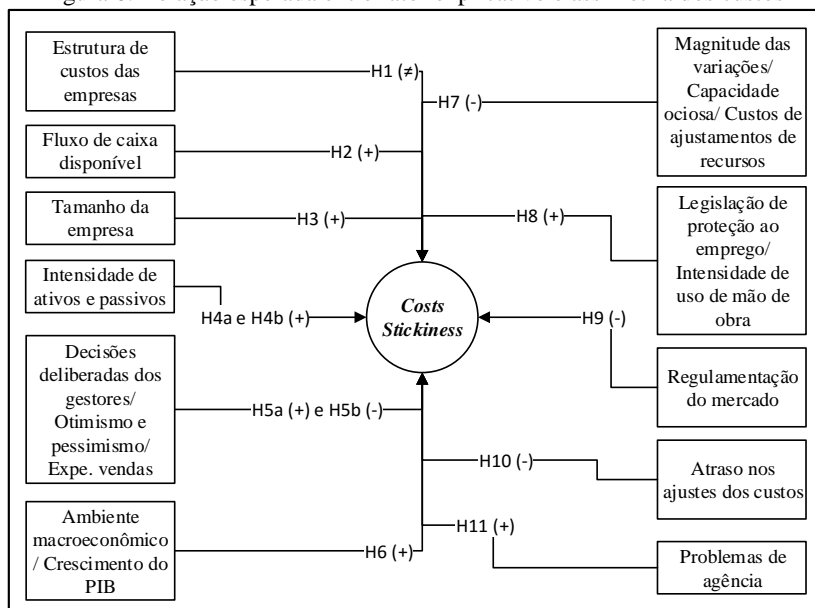 Estrutura de
custos das
empresas
H1 (≠)
Fluxo de caixa
disponível
H2 (+)
Tamanho da
empresa
H3 (+)
Intensidade de
ativos e passivos
H4a e H4b (+)
Decisões
deliberadas dos
gestores/
Otimismo e
pessimismo/
Expe. vendas
H5a (+) e H5b (-)
Ambiente
macroeconômico
/ Crescimento do
PIB
H6 (+)
Costs
Stickiness
H7 (-)
Magnitude das
variações/
Capacidade
ociosa/ Custos de
ajustamentos de
recursos
H8 (+)
Legislação de
proteção ao
emprego/
Intensidade de
uso de mão de
obra
H9 (-)
Regulamentação
do mercado
H10 (-)
Atraso nos
ajustes dos custos
H11 (+)
Problemas de
agência